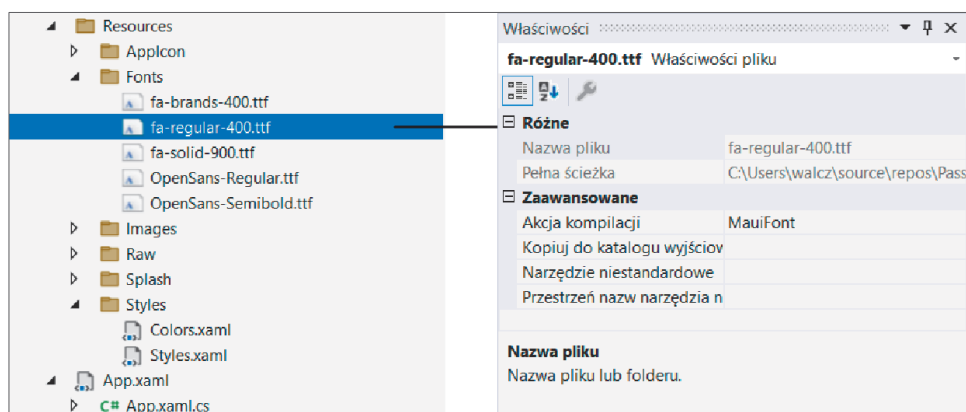 Resources
AppIcon
Fonts
fa-brands-400.ttf
fa-regular-400.ttf
fa-solid-900.ttf
OpenSans-Regular.ttf
OpenSans-Semibold.ttf
Images
Raw
Splash
Styles
Colors.xaml
Styles.xaml
App.xaml
C# App.xaml.cs
Właściwości
fa-regular-400.ttf Właściwości pliku
Różne
Nazwa pliku fa-regular-400.ttf
Pełna ścieżka C:\Users\walcz\source\repos\Pass
Zaawansowane
Akcja kompilacji MauiFont
Kopiuj do katalogu wyjściow
Narzędzie niestandardowe
Przestrzeń nazw narzędzia n
Nazwa pliku
Nazwa pliku lub folderu.